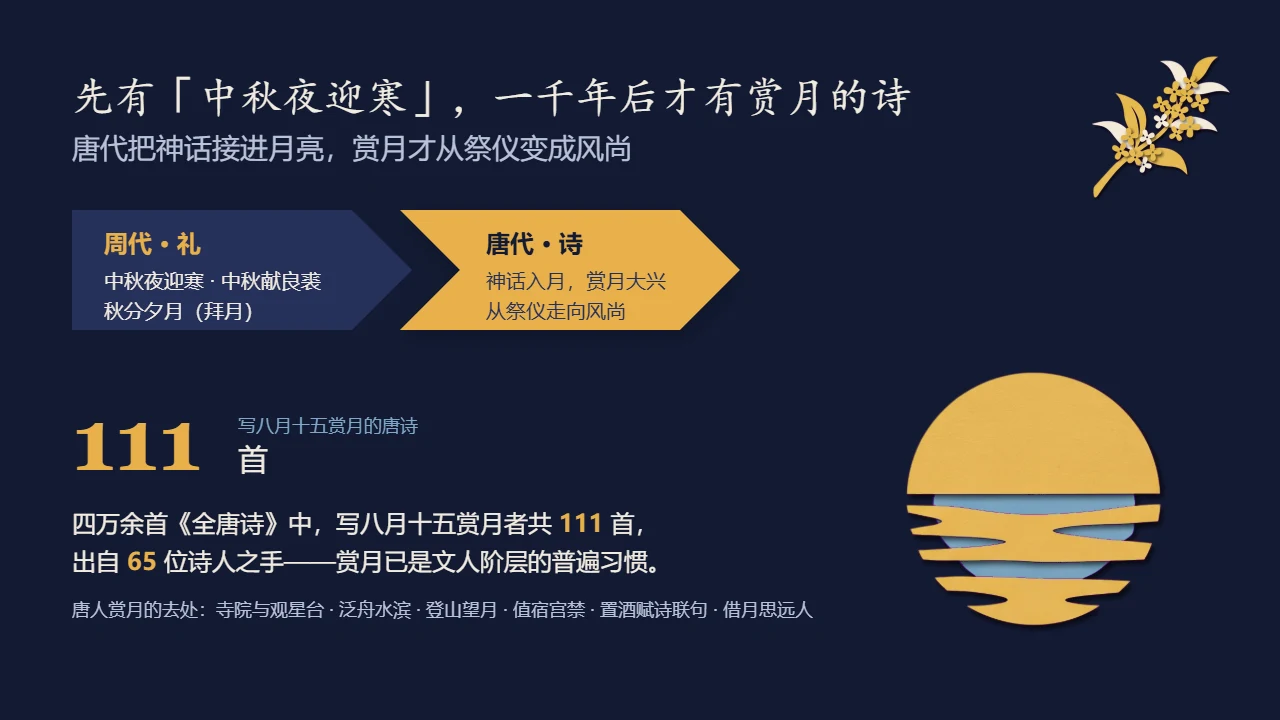 先有「中秋夜迎寒」，一千年后才有赏月的诗
唐代把神话接进月亮，赏月才从祭仪变成风尚
周代 · 礼
中秋夜迎寒 · 中秋献良裘
秋分夕月（拜月）
唐代 · 诗
神话入月，赏月大兴
从祭仪走向风尚
111
写八月十五赏月的唐诗
首
四万余首《全唐诗》中，写八月十五赏月者共 111 首，
出自 65 位诗人之手——赏月已是文人阶层的普遍习惯。
唐人赏月的去处：寺院与观星台 · 泛舟水滨 · 登山望月 · 值宿宫禁 · 置酒赋诗联句 · 借月思远人